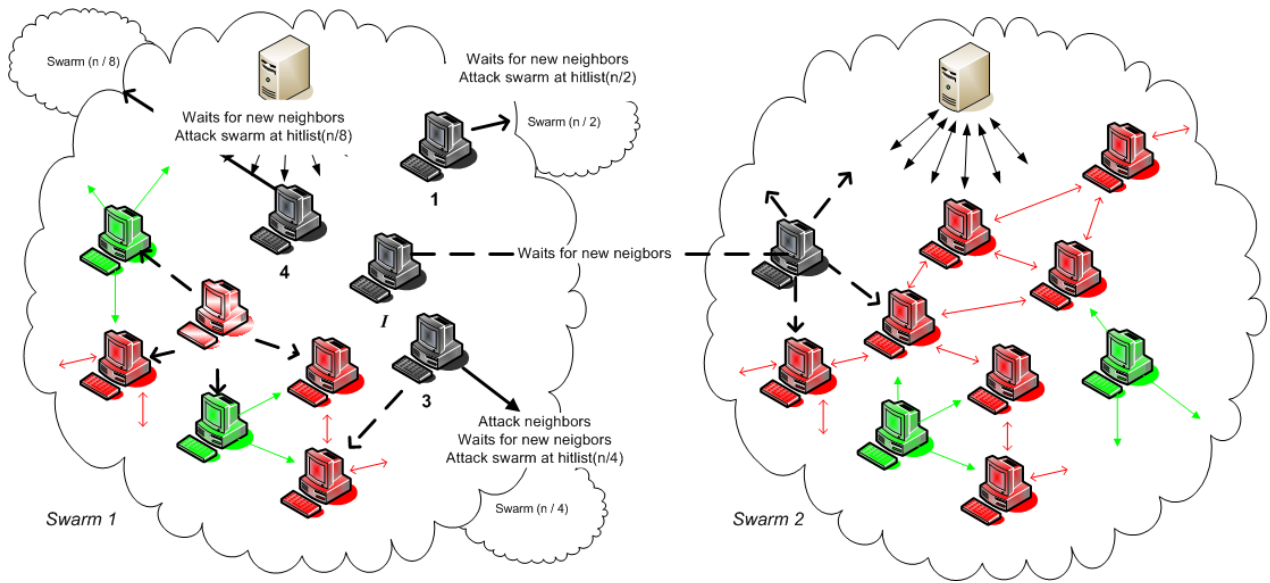 Swarm (n / 8)
Waits for new neighbors
Attack swarm at hitlist(n/2)
Waits for new neighbors
Attack swarm at hitlist(n/8)
Swarm (n / 2)
1
4
Waits for new neigbors
I
3
Attack neighbors
Waits for new neigbors
Attack swarm at hitlist(n/4)
Swarm (n / 4)
Swarm 1
Swarm 2